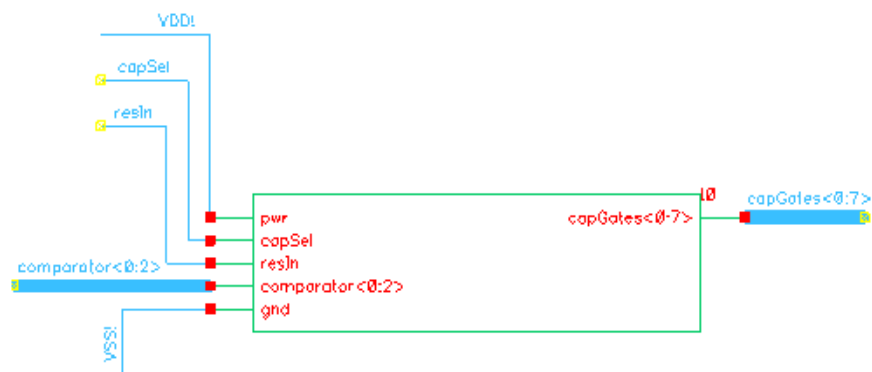 VDD!
capSel
resIn
I0
capGates<0:7>
pwr
capGates<0:7>
capSel
resIn
comparator<0:2>
comparator<0:2>
gnd
VSS!